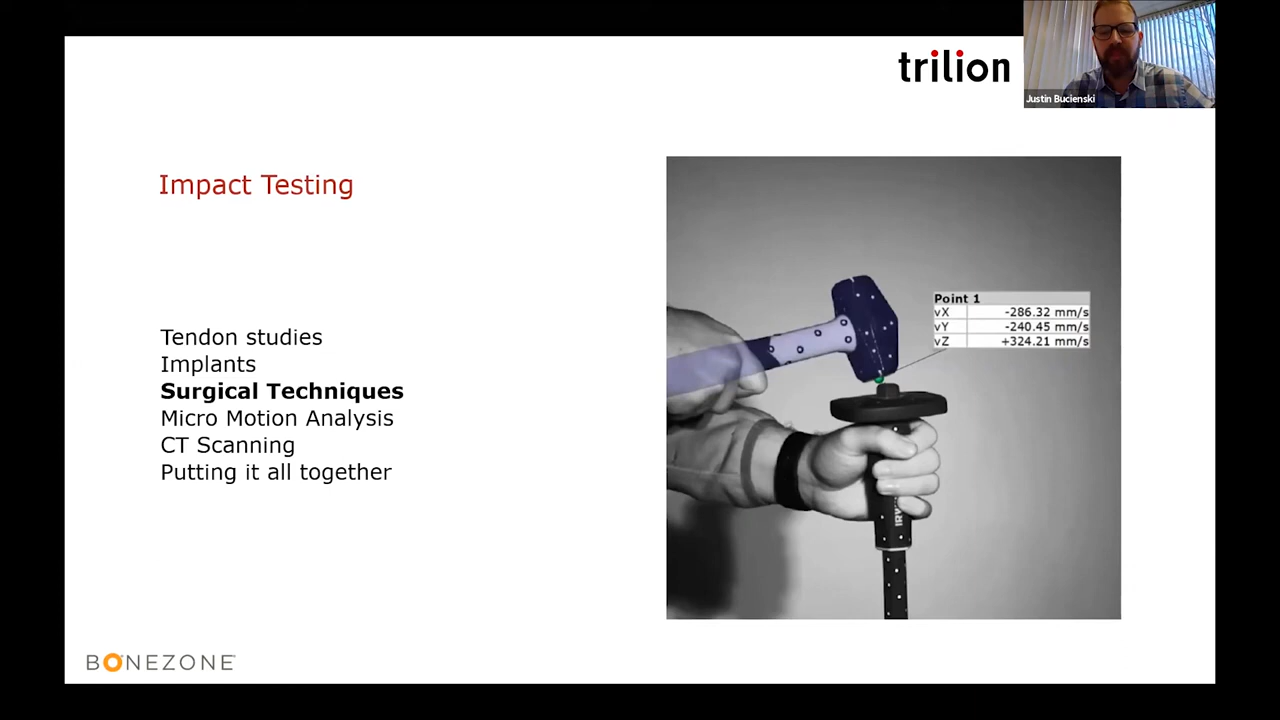 trilion
Justin Bucienski
Impact Testing
Tendon studies
Implants
Surgical Techniques
Micro Motion Analysis
CT Scanning
Putting it all together
Point 1
vX -286.32 mm/s
vY -240.45 mm/s
vZ +324.21 mm/s
BONEZONE